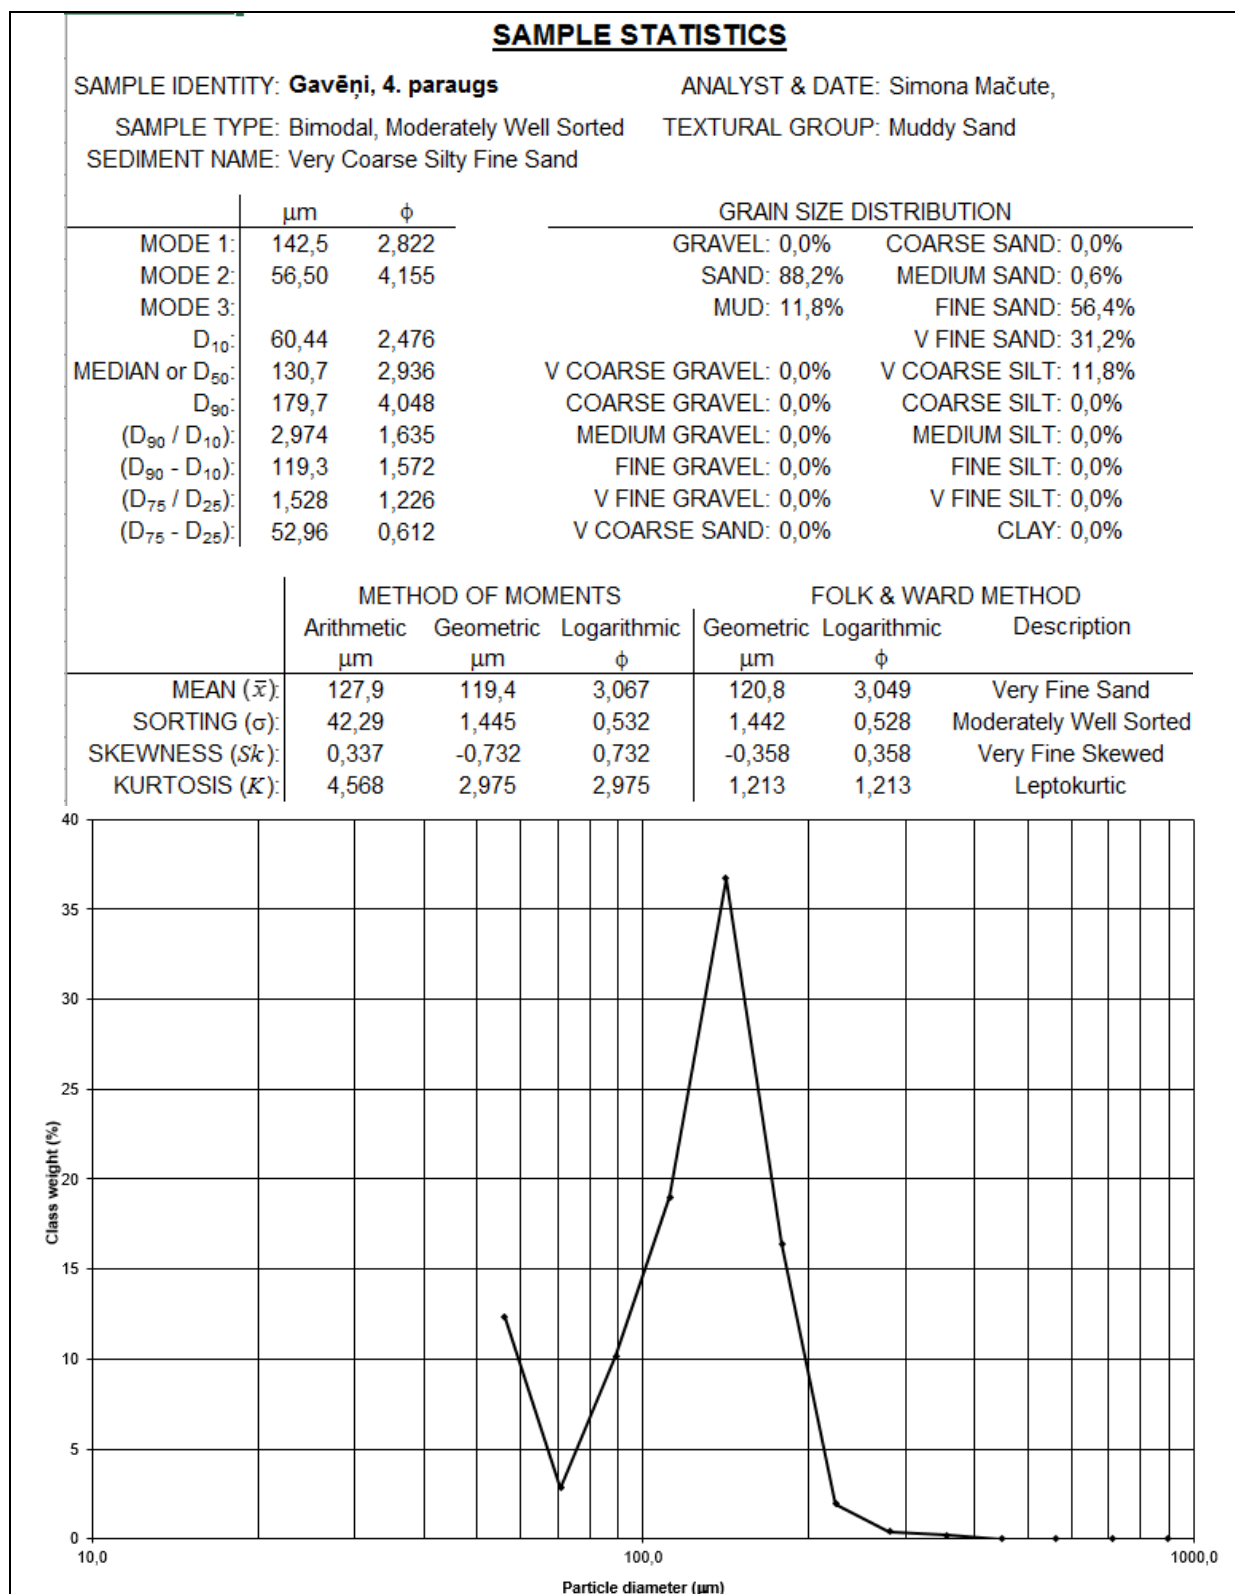 SAMPLE STATISTICS
SAMPLE IDENTITY: Gavēņi, 4. paraugs ANALYST & DATE: Simona Mačute,
SAMPLE TYPE: Bimodal, Moderately Well Sorted TEXTURAL GROUP: Muddy Sand
SEDIMENT NAME: Very Coarse Silty Fine Sand
μm ϕ GRAIN SIZE DISTRIBUTION
MODE 1: 142,5 2,822 GRAVEL: 0,0% COARSE SAND: 0,0%
MODE 2: 56,50 4,155 SAND: 88,2% MEDIUM SAND: 0,6%
MODE 3: MUD: 11,8% FINE SAND: 56,4%
D10: 60,44 2,476 V FINE SAND: 31,2%
MEDIAN or D50: 130,7 2,936 V COARSE GRAVEL: 0,0% V COARSE SILT: 11,8%
D90: 179,7 4,048 COARSE GRAVEL: 0,0% COARSE SILT: 0,0%
(D90 / D10): 2,974 1,635 MEDIUM GRAVEL: 0,0% MEDIUM SILT: 0,0%
(D90 - D10): 119,3 1,572 FINE GRAVEL: 0,0% FINE SILT: 0,0%
(D75 / D25): 1,528 1,226 V FINE GRAVEL: 0,0% V FINE SILT: 0,0%
(D75 - D25): 52,96 0,612 V COARSE SAND: 0,0% CLAY: 0,0%
METHOD OF MOMENTS FOLK & WARD METHOD
Arithmetic Geometric Logarithmic Geometric Logarithmic Description
μm μm ϕ μm ϕ
MEAN (x̄): 127,9 119,4 3,067 120,8 3,049 Very Fine Sand
SORTING (σ): 42,29 1,445 0,532 1,442 0,528 Moderately Well Sorted
SKEWNESS (Sk): 0,337 -0,732 0,732 -0,358 0,358 Very Fine Skewed
KURTOSIS (K): 4,568 2,975 2,975 1,213 1,213 Leptokurtic
40
35
30
25
20
15
10
5
0
Class weight (%)
10,0 100,0 1000,0
Particle diameter (μm)